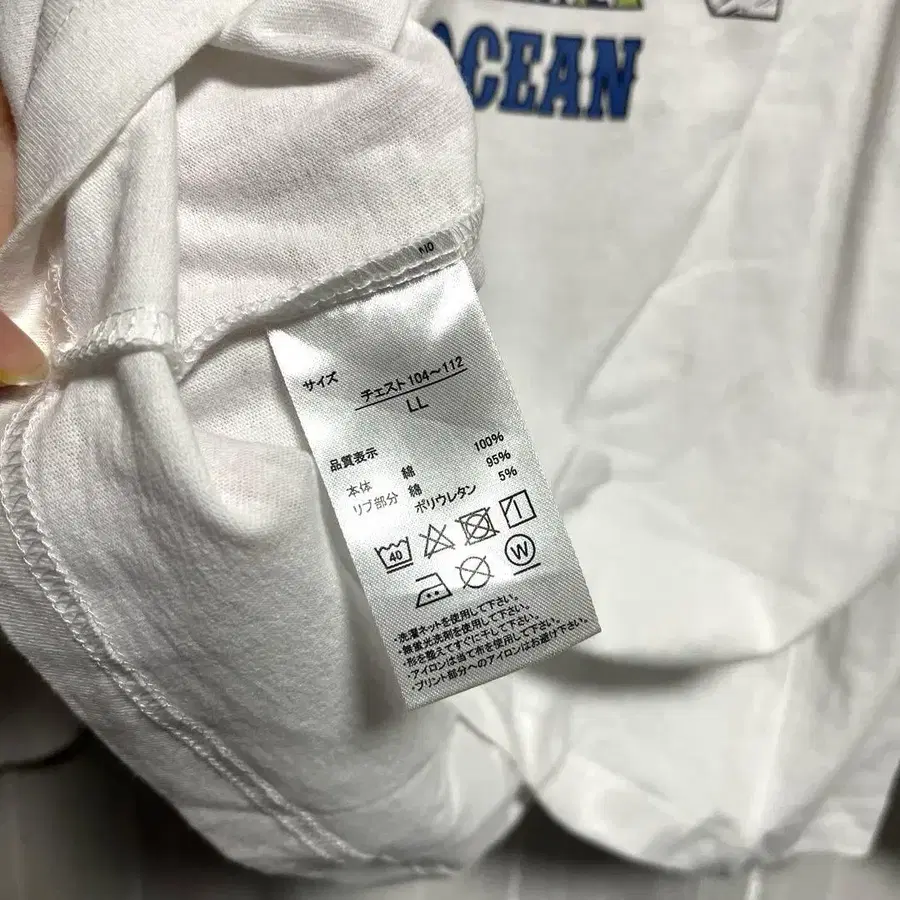 OCEAN
NO
サイズ
チェスト 104～112
LL
品質表示
本体 綿 100%
リブ部分 綿 95%
ポリウレタン 5%
40
W
・洗濯ネットを使用して下さい。
・無蛍光洗剤を使用して下さい。
・形を整えてすぐに干して下さい。
・アイロンは当て布を使用して下さい。
・プリント部分へのアイロンはお避け下さい。